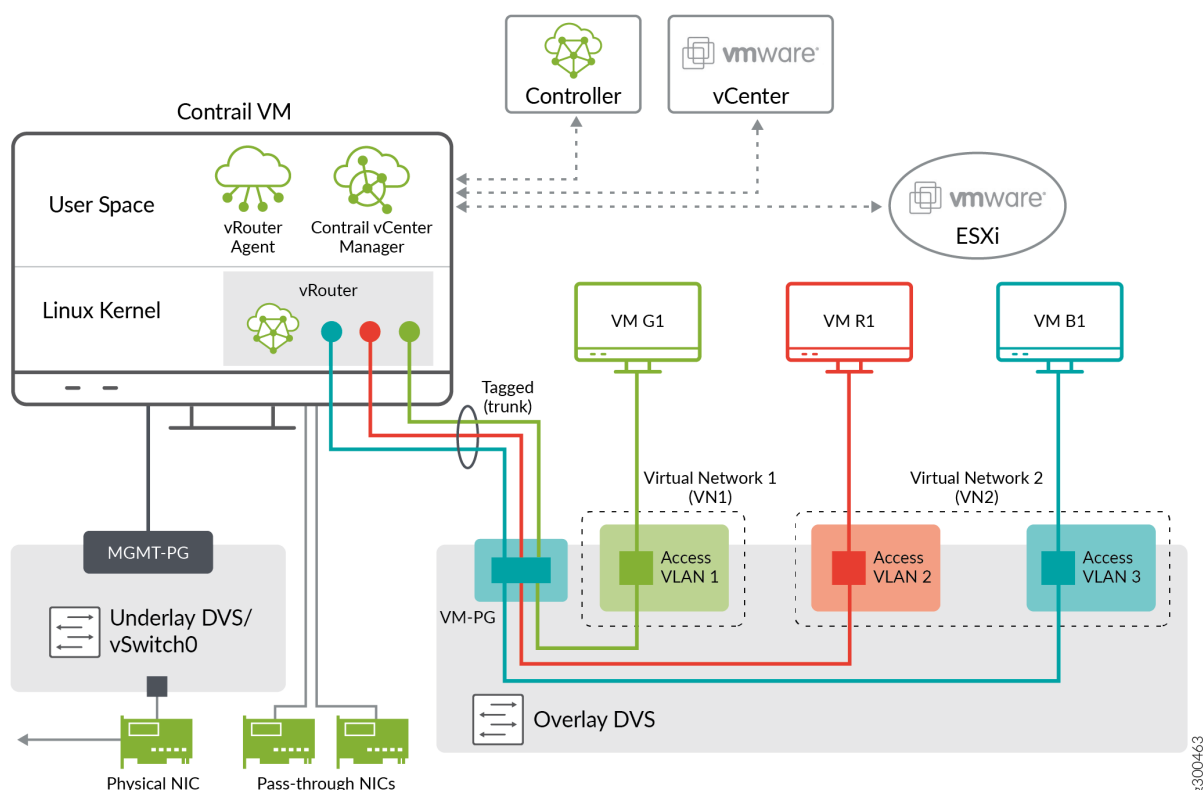 Contrail VM
Controller
vmware®
vCenter
vmware®
ESXi
User Space
vRouter
Agent
Contrail vCenter
Manager
Linux Kernel
vRouter
VM G1
VM R1
VM B1
Tagged
(trunk)
Virtual Network 1
(VN1)
Virtual Network 2
(VN2)
MGMT-PG
Underlay DVS/
vSwitch0
VM-PG
Access
VLAN 1
Access
VLAN 2
Access
VLAN 3
Overlay DVS
Physical NIC
Pass-through NICs